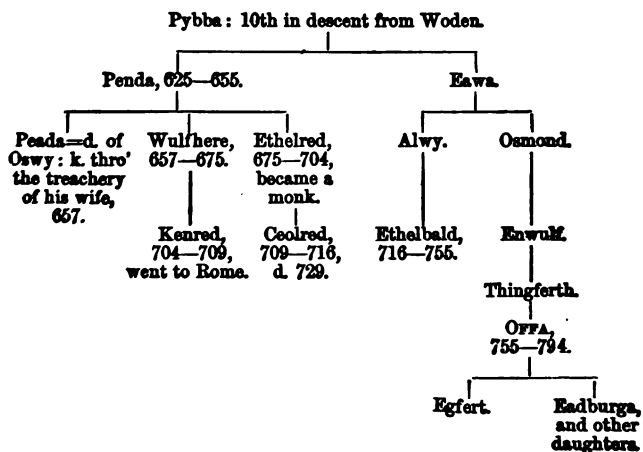 Pybba: 10th in descent from Woden.
Penda, 625—655.
Eawa.
Peada=d. of
Oswy: k. thro'
the treachery
of his wife,
657.
Wulfhere,
657—675.
Ethelred,
675—704,
became a
monk.
Alwy.
Osmond.
Kenred,
704—709,
went to Rome.
Ceolred,
709—716,
d. 729.
Ethelbald,
716—755.
Enwulf.
Thingferth.
OFFA,
755—794.
Egfert.
Eadburga,
and other
daughters.